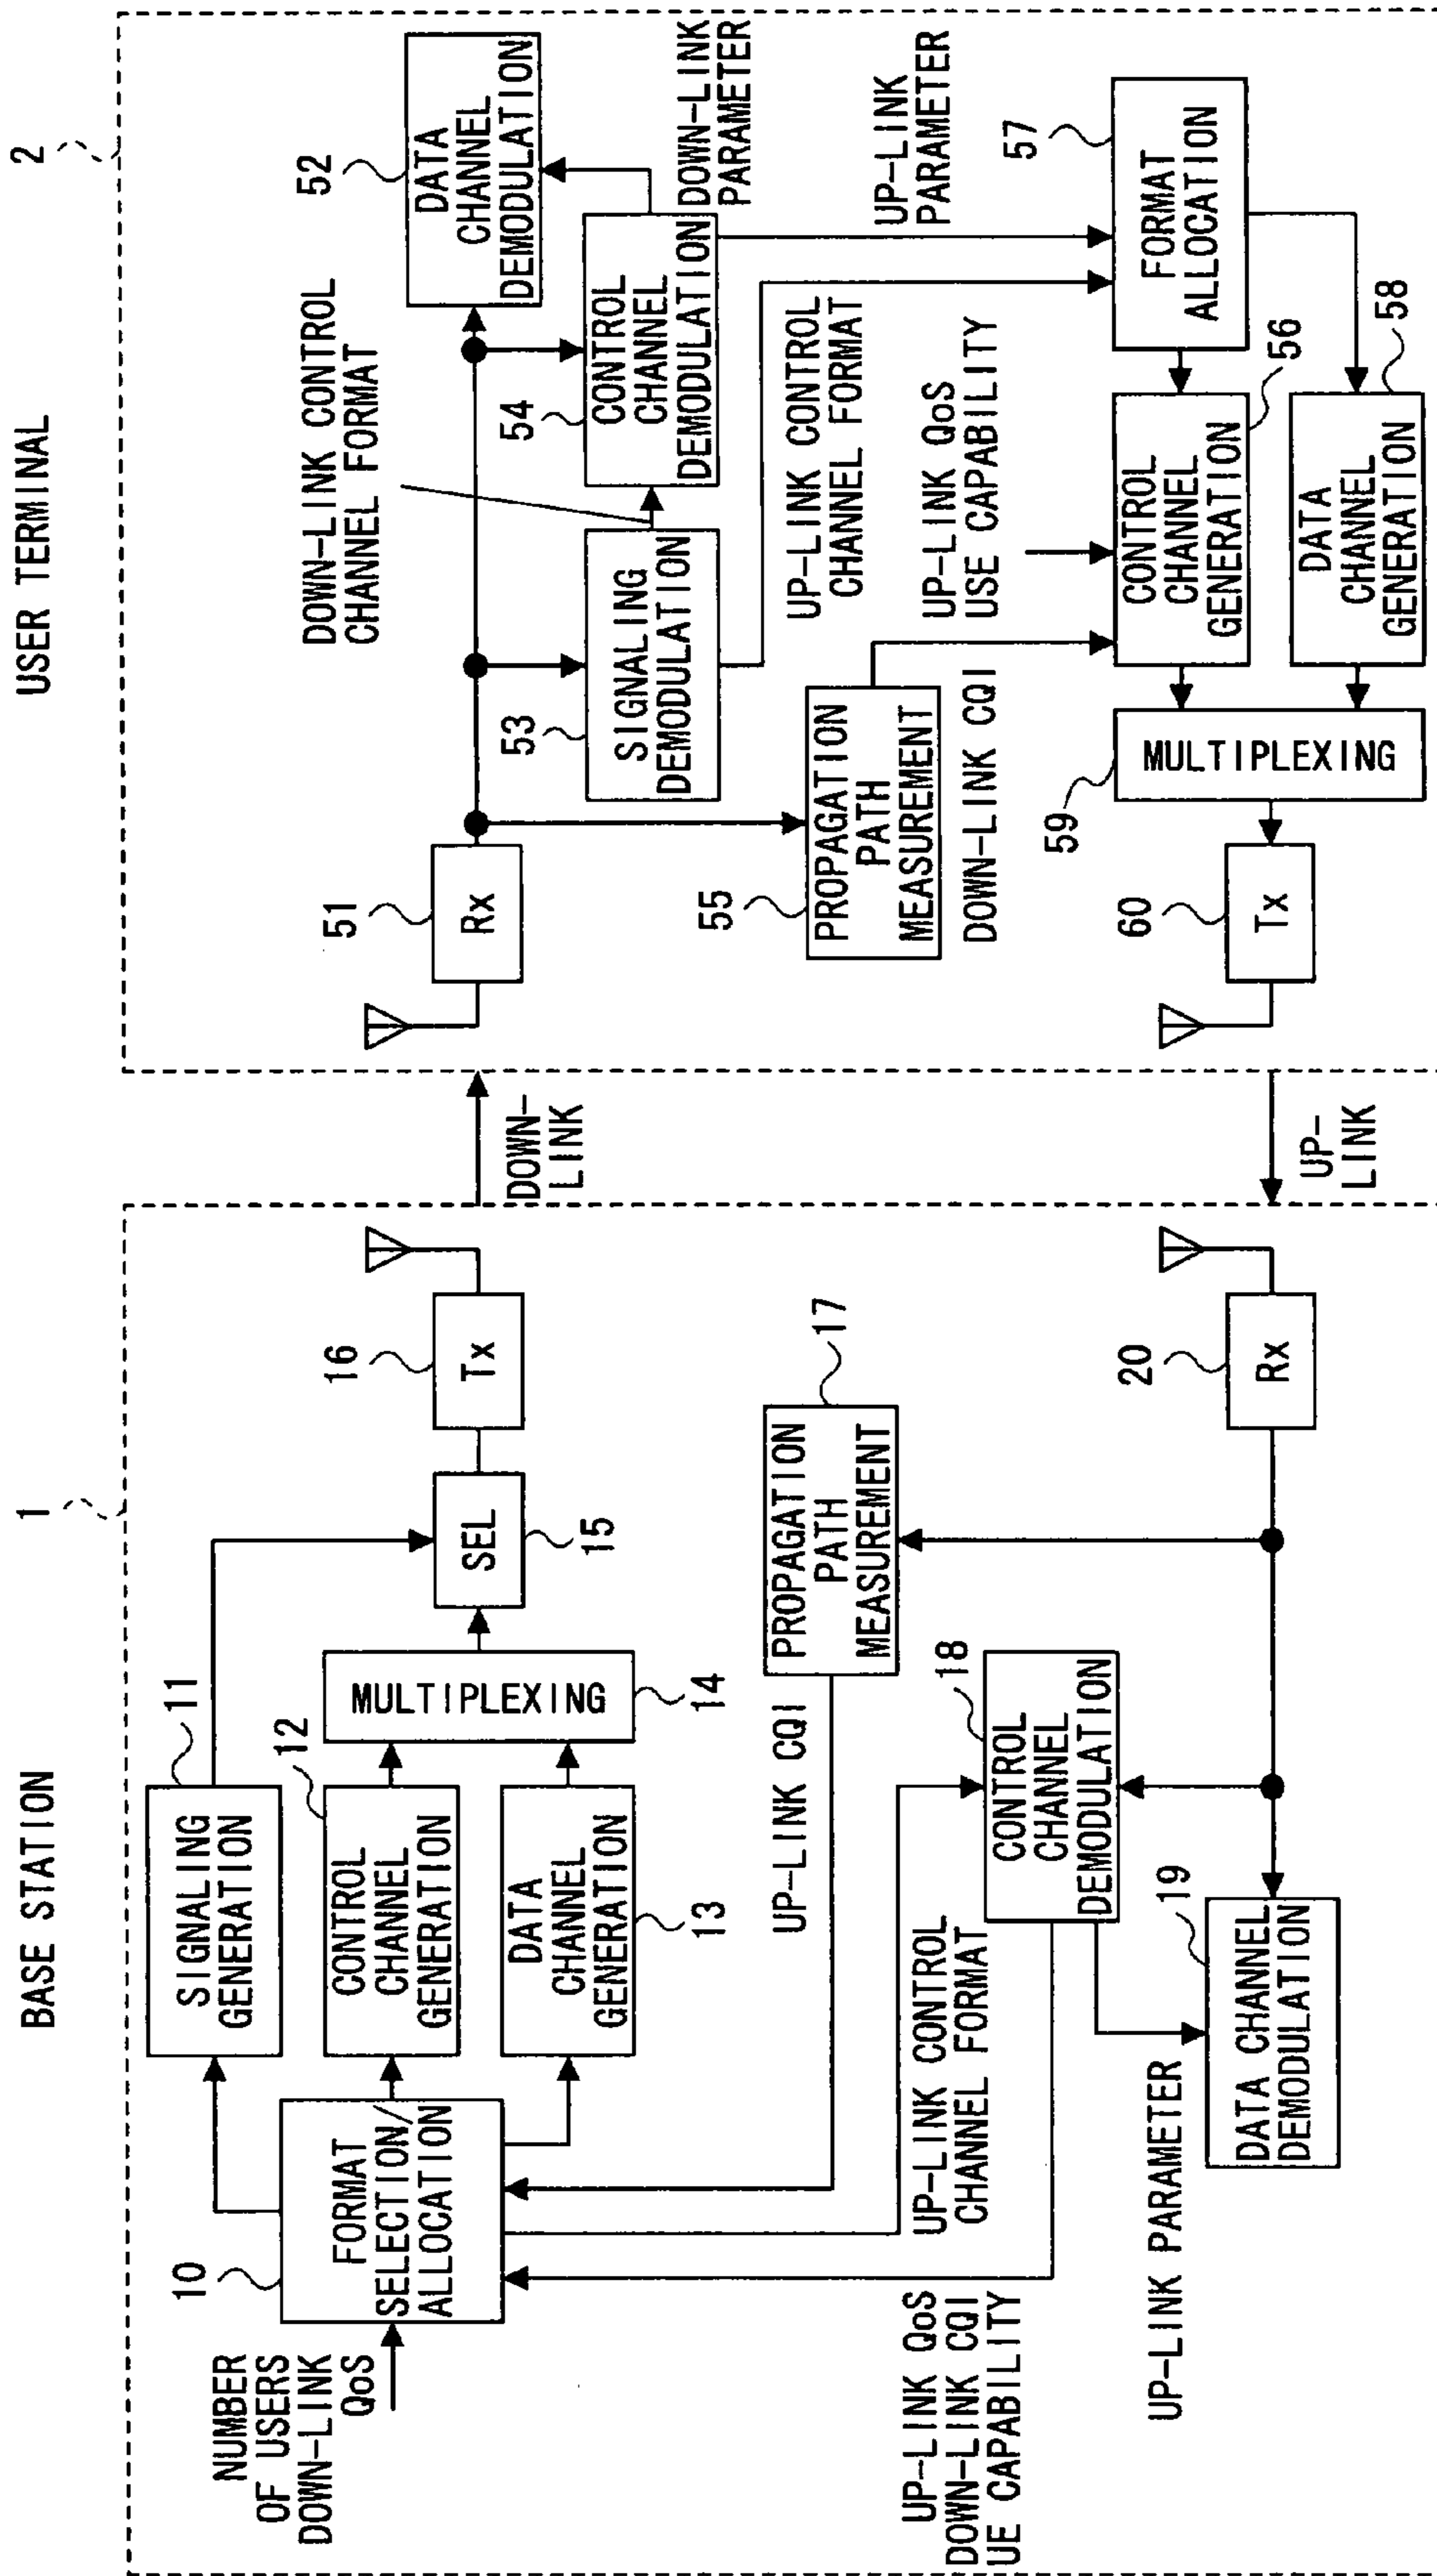 BASE STATION
1
NUMBER
OF USERS
DOWN-LINK
QoS
10
FORMAT
SELECTION/
ALLOCATION
11
SIGNALING
GENERATION
12
CONTROL
CHANNEL
GENERATION
DATA
CHANNEL
GENERATION
13
MULTIPLEXING
14
SEL
15
16
Tx
UP-LINK CQI
17
PROPAGATION
PATH
MEASUREMENT
UP-LINK CONTROL
CHANNEL FORMAT
18
CONTROL
CHANNEL
DEMODULATION
UP-LINK QoS
DOWN-LINK CQI
UE CAPABILITY
UP-LINK PARAMETER
19
DATA CHANNEL
DEMODULATION
20
Rx
DOWN-
LINK
UP-
LINK
USER TERMINAL
2
51
Rx
52
DATA
CHANNEL
DEMODULATION
DOWN-LINK CONTROL
CHANNEL FORMAT
53
SIGNALING
DEMODULATION
54
CONTROL
CHANNEL
DEMODULATION
DOWN-LINK
PARAMETER
UP-LINK
PARAMETER
UP-LINK CONTROL
CHANNEL FORMAT
55
PROPAGATION
PATH
MEASUREMENT
DOWN-LINK CQI
UP-LINK QoS
USE CAPABILITY
57
FORMAT
ALLOCATION
56
CONTROL
CHANNEL
GENERATION
58
DATA
CHANNEL
GENERATION
59
MULTIPLEXING
60
Tx